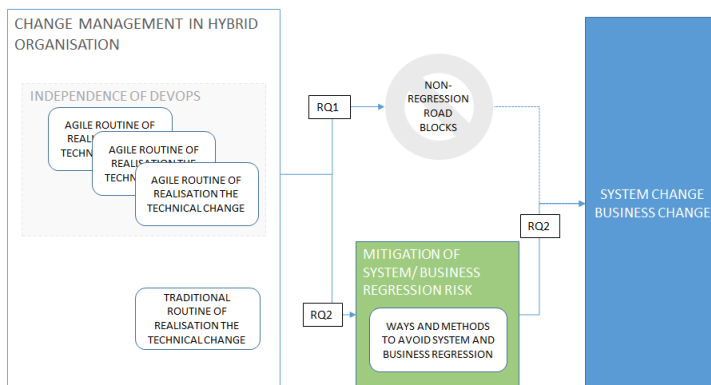 CHANGE MANAGEMENT IN HYBRID
ORGANISATION
INDEPENDENCE OF DEVOPS
AGILE ROUTINE OF
REALISATION THE
TECHN
AGILE ROUTINE OF
REALISATION THE
TECHN
AGILE ROUTINE OF
REALISATION THE
TECHNICAL CHANGE
TRADITIONAL
ROUTINE OF
REALISATION THE
TECHNICAL CHANGE
RQ1
NON-
REGRESSION
ROAD
BLOCKS
RQ2
MITIGATION OF
SYSTEM/ BUSINESS
REGRESSION RISK
WAYS AND METHODS
TO AVOID SYSTEM AND
BUSINESS REGRESSION
RQ2
SYSTEM CHANGE
BUSINESS CHANGE